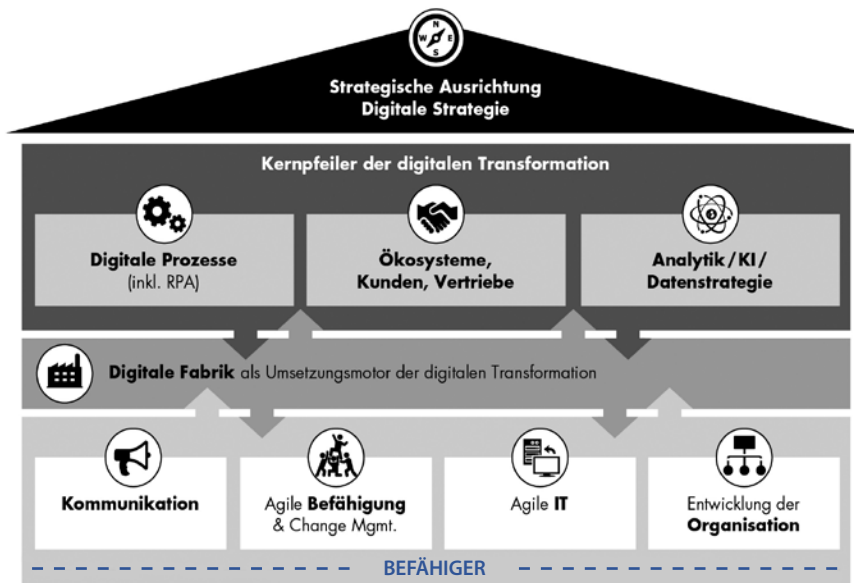 N
W E
S
Strategische Ausrichtung
Digitale Strategie
Kernpfeiler der digitalen Transformation
Digitale Prozesse
(inkl. RPA)
Ökosysteme,
Kunden, Vertriebe
Analytik/KI/
Datenstrategie
Digitale Fabrik als Umsetzungsmotor der digitalen Transformation
Kommunikation
Agile Befähigung
& Change Mgmt.
Agile IT
Entwicklung der
Organisation
BEFÄHIGER